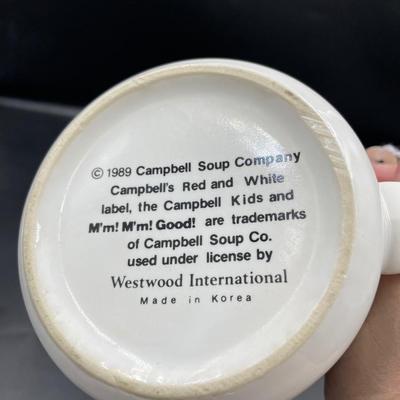 © 1989 Campbell Soup Company
Campbell's Red and White
label, the Campbell Kids and
M'm! M'm! Good! are trademarks
of Campbell Soup Co.
used under license by
Westwood International
Made in Korea